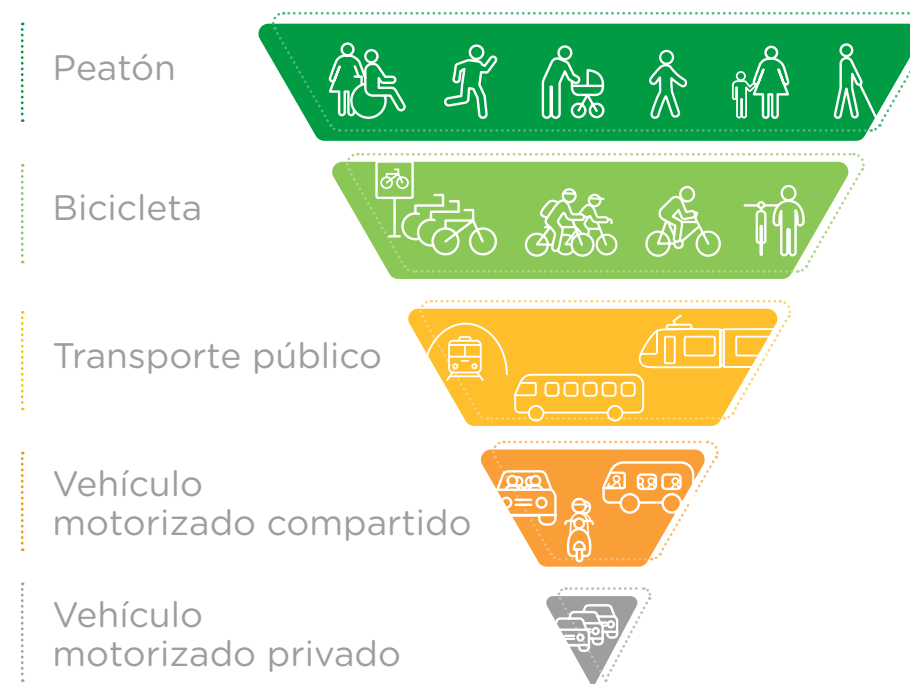 Peatón
Bicicleta
Transporte público
Vehículo
motorizado compartido
Vehículo
motorizado privado